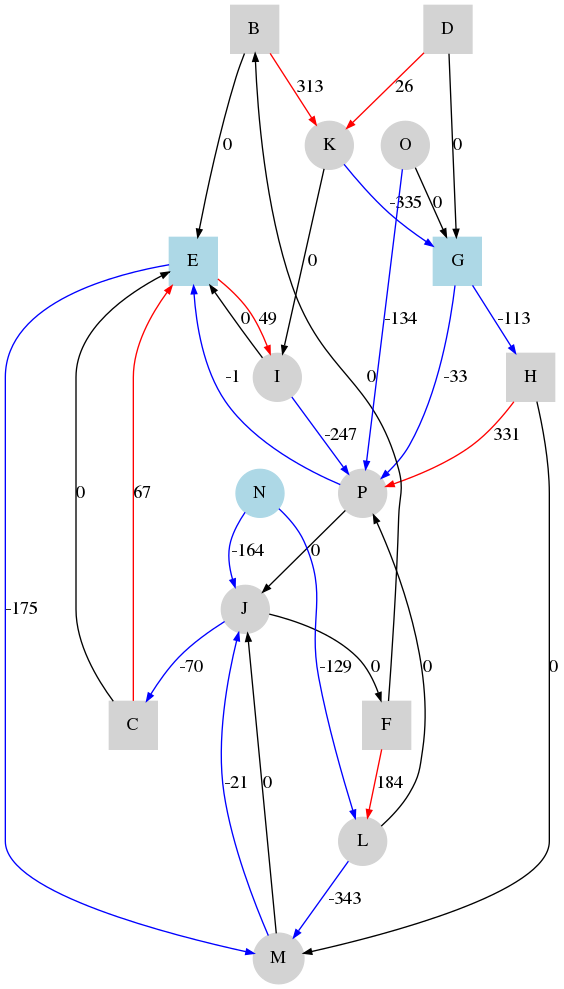 B D
313 26
K O
0 -335 0 0
E G
0
0 49 -134 -113
I -1 0 -33 H
-247 331
0 67 N P
-164 0
-175 J
-70 -129 0 0 0
C F
-21 0 184
L
-343
M